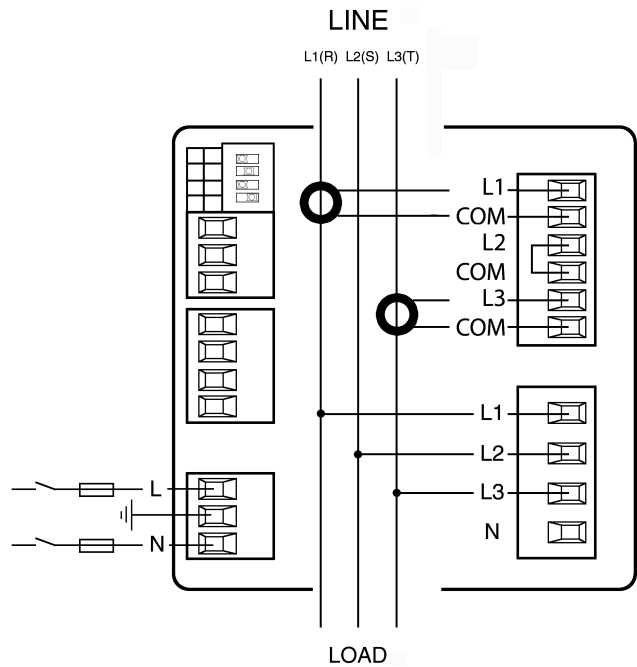 LINE
L1(R) L2(S) L3(T)
L1
COM
L2
COM
L3
COM
L1
L2
L L3
N
N
LOAD